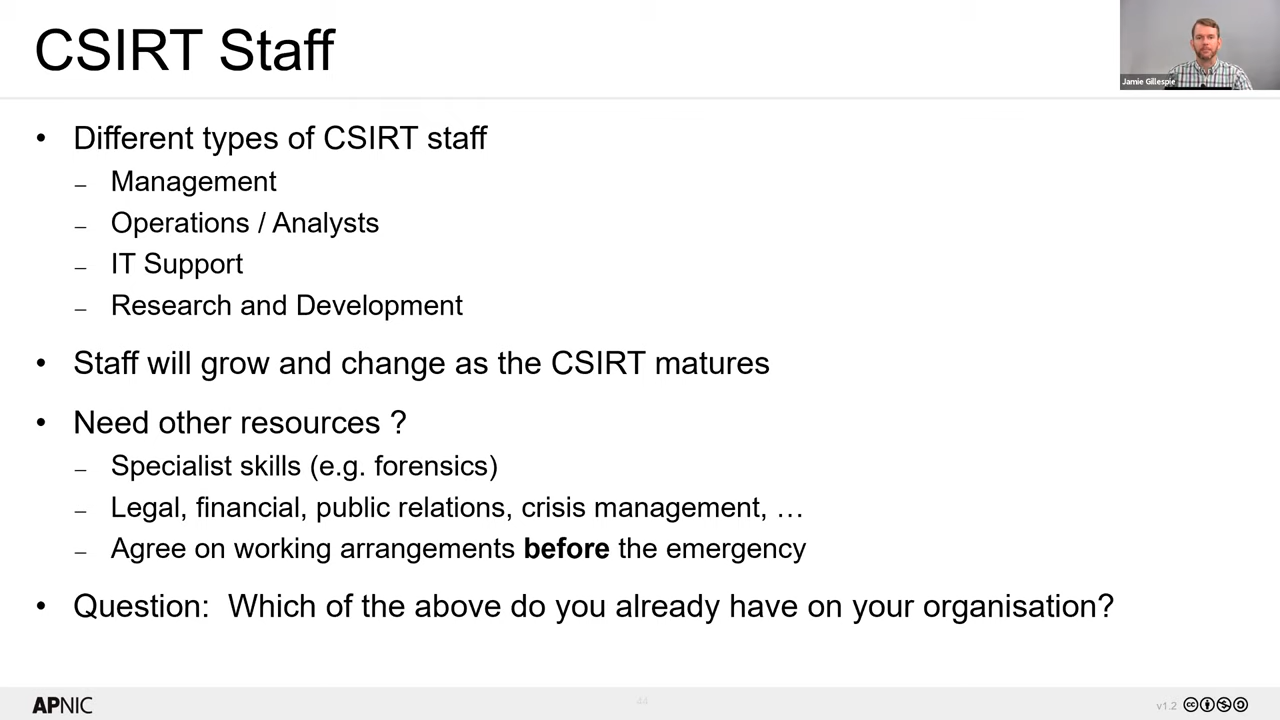 CSIRT Staff
Jamie Gillespie
• Different types of CSIRT staff
– Management
– Operations / Analysts
– IT Support
– Research and Development
• Staff will grow and change as the CSIRT matures
• Need other resources ?
– Specialist skills (e.g. forensics)
– Legal, financial, public relations, crisis management, …
– Agree on working arrangements before the emergency
• Question:  Which of the above do you already have on your organisation?
APNIC
44
v1.2